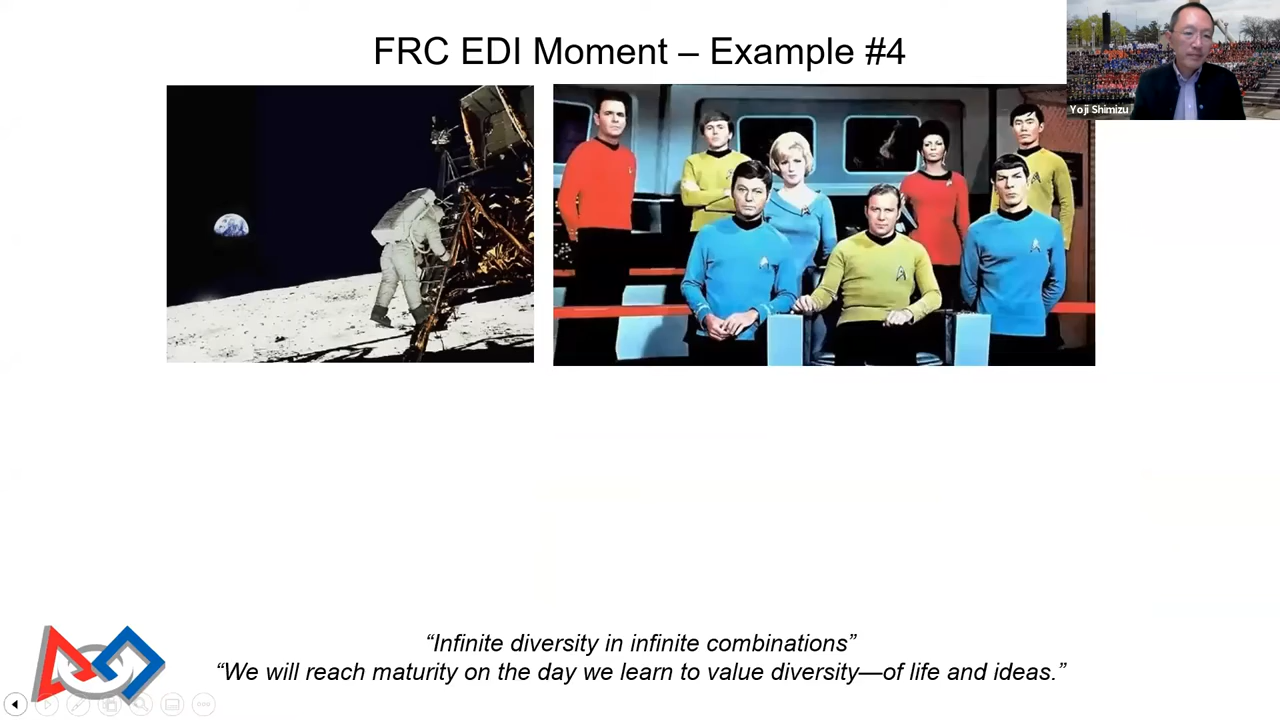 FRC EDI Moment – Example #4
Yoji Shimizu
“Infinite diversity in infinite combinations”
“We will reach maturity on the day we learn to value diversity—of life and ideas.”